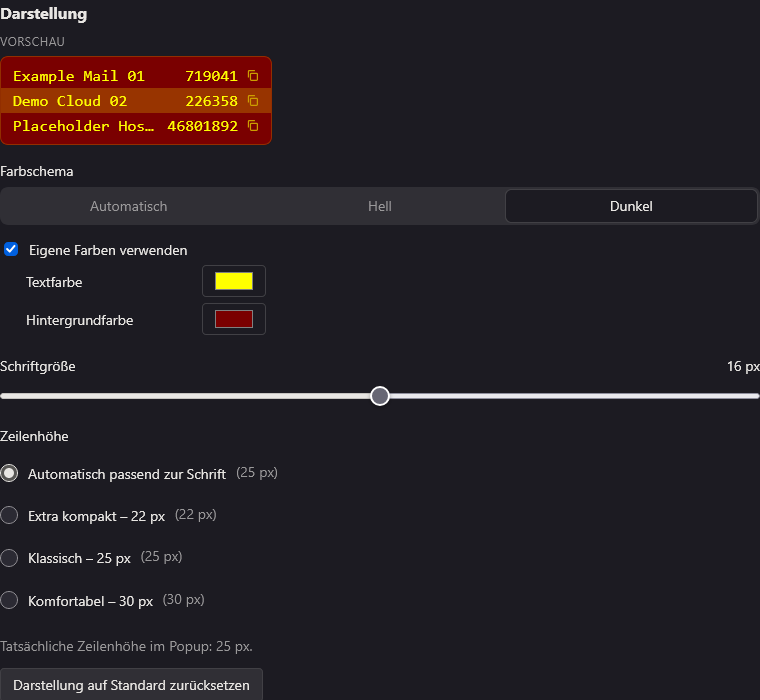 Darstellung
VORSCHAU
Example Mail 01 719041
Demo Cloud 02 226358
Placeholder Hos… 46801892
Farbschema
Automatisch Hell Dunkel
Eigene Farben verwenden
Textfarbe
Hintergrundfarbe
Schriftgröße 16 px
Zeilenhöhe
Automatisch passend zur Schrift (25 px)
Extra kompakt – 22 px (22 px)
Klassisch – 25 px (25 px)
Komfortabel – 30 px (30 px)
Tatsächliche Zeilenhöhe im Popup: 25 px.
Darstellung auf Standard zurücksetzen